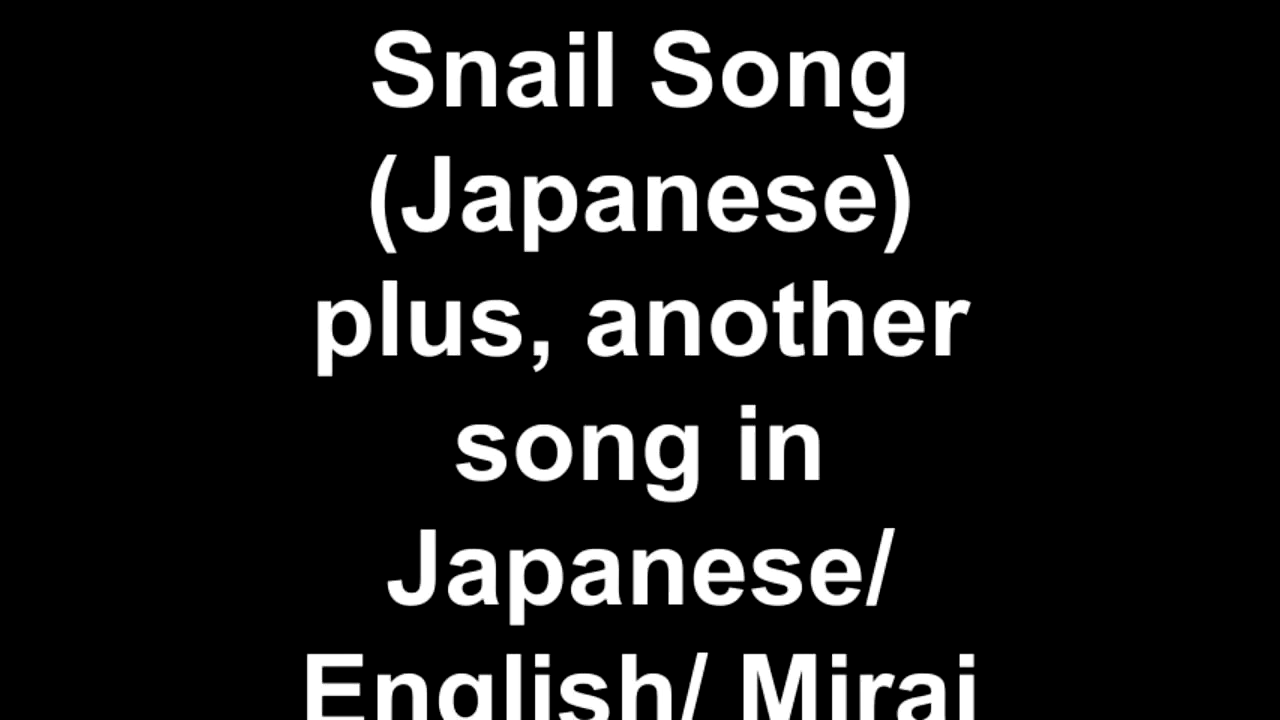 Snail Song
(Japanese)
plus, another
song in
Japanese/
English/ Mirai